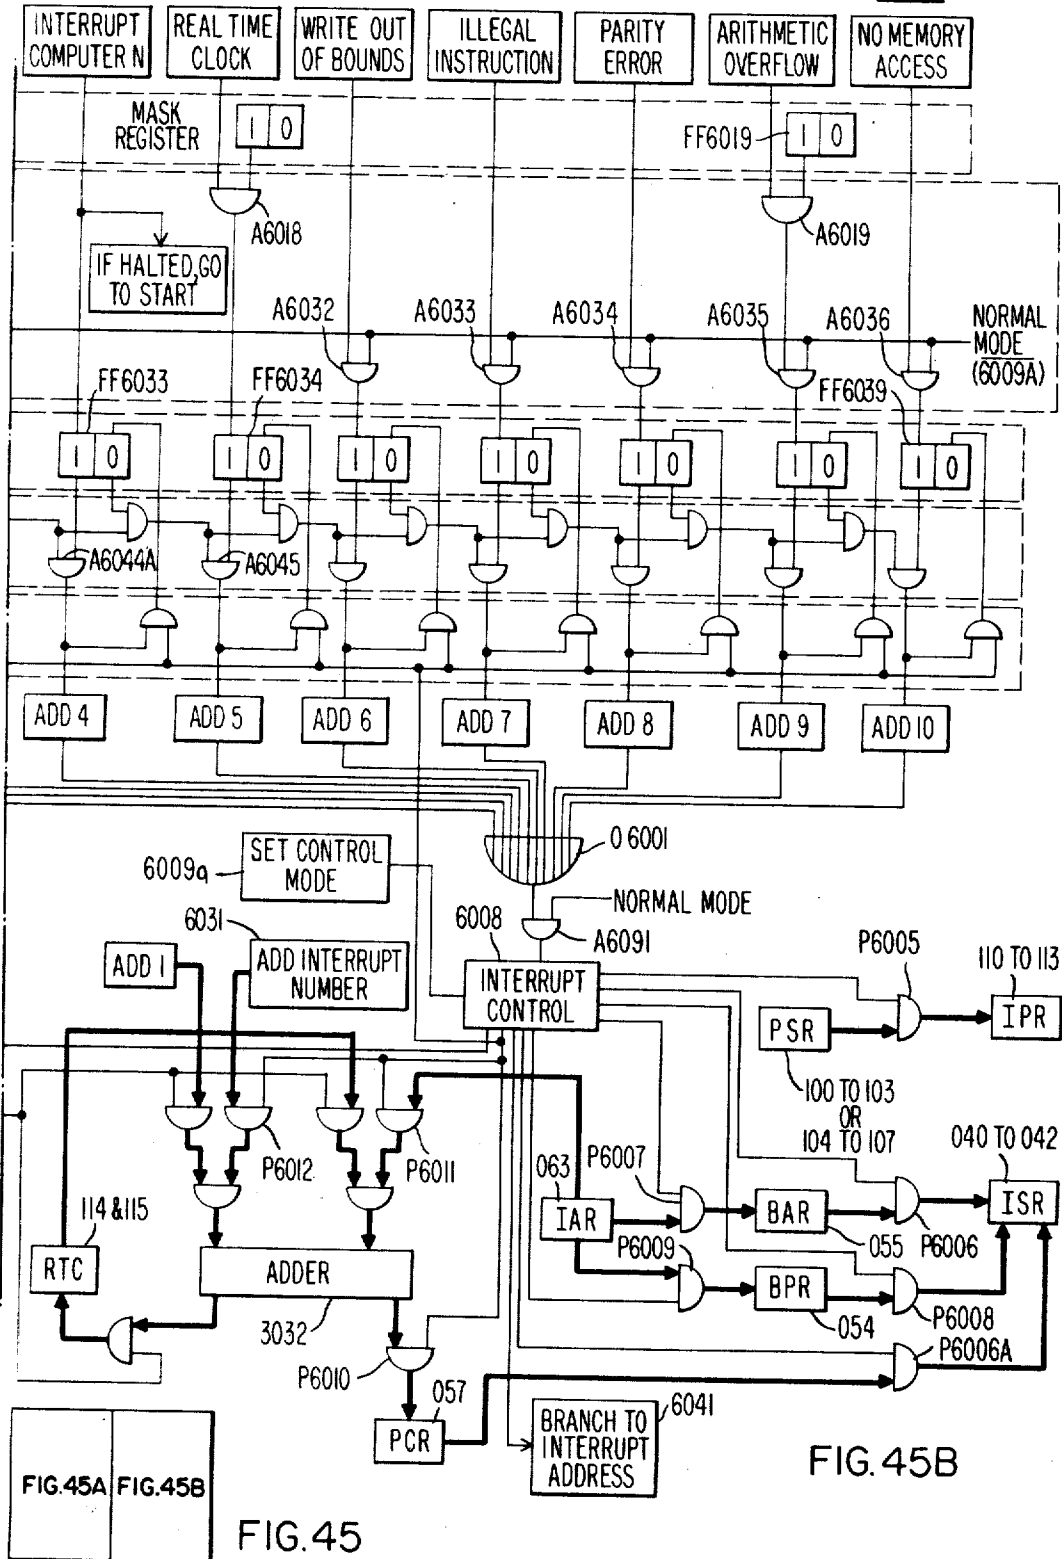 INTERRUPT
COMPUTER N
REAL TIME
CLOCK
WRITE OUT
OF BOUNDS
ILLEGAL
INSTRUCTION
PARITY
ERROR
ARITHMETIC
OVERFLOW
NO MEMORY
ACCESS
MASK
REGISTER
1 0
FF6019
1 0
A6018
A6019
IF HALTED, GO
TO START
A6032
A6033
A6034
A6035
A6036
NORMAL
MODE
(6009A)
FF6033
FF6034
FF6039
1 0
1 0
1 0
1 0
1 0
1 0
1 0
A6044A
A6045
ADD 4
ADD 5
ADD 6
ADD 7
ADD 8
ADD 9
ADD 10
O 6001
SET CONTROL
MODE
6009a
NORMAL MODE
A6091
6031
6008
ADD 1
ADD INTERRUPT
NUMBER
INTERRUPT
CONTROL
P6005
110 TO 113
PSR
IPR
100 TO 103
OR
104 TO 107
040 TO 042
P6012
P6011
063
P6007
IAR
BAR
055
P6006
ISR
114 & 115
RTC
ADDER
3032
P6009
BPR
054
P6008
P6006A
P6010
057
PCR
6041
BRANCH TO
INTERRUPT
ADDRESS
FIG. 45B
FIG. 45A
FIG. 45B
FIG. 45